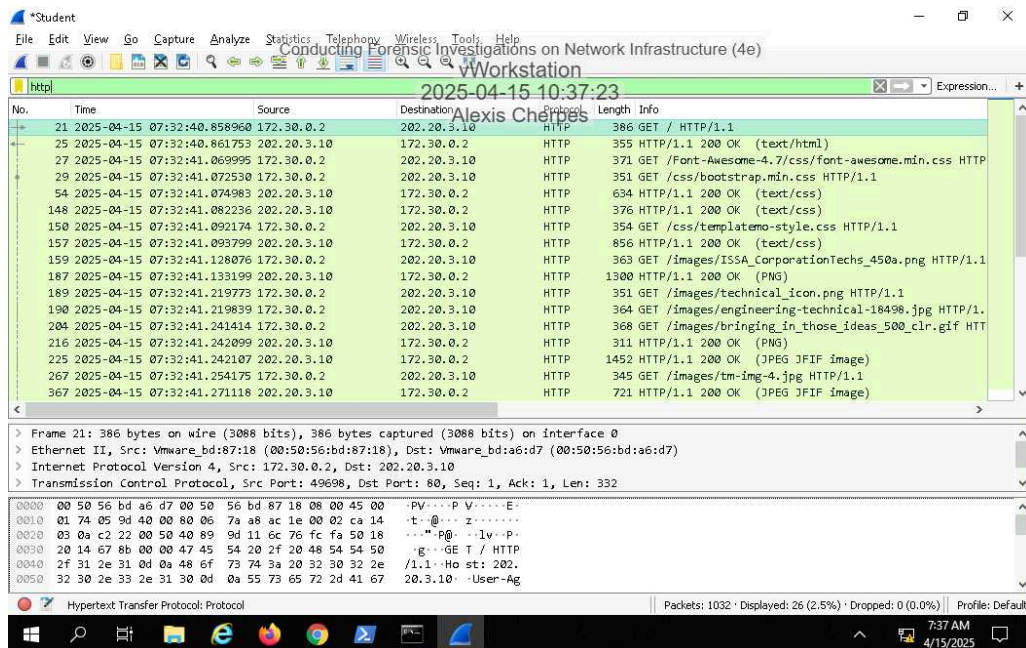 *Student
File Edit View Go Capture Analyze Statistics Telephony Wireless Tools Help
Conducting Forensic Investigations on Network Infrastructure (4e)
vWorkstation
2025-04-15 10:37:23
Alexis Cherpes
http
Expression... +
No. Time Source Destination Protocol Length Info
21 2025-04-15 07:32:40.858960 172.30.0.2 202.20.3.10 HTTP 386 GET / HTTP/1.1
25 2025-04-15 07:32:40.861753 202.20.3.10 172.30.0.2 HTTP 355 HTTP/1.1 200 OK (text/html)
27 2025-04-15 07:32:41.069995 172.30.0.2 202.20.3.10 HTTP 371 GET /Font-Awesome-4.7/css/font-awesome.min.css HTTP
29 2025-04-15 07:32:41.072530 172.30.0.2 202.20.3.10 HTTP 351 GET /css/bootstrap.min.css HTTP/1.1
54 2025-04-15 07:32:41.074983 202.20.3.10 172.30.0.2 HTTP 634 HTTP/1.1 200 OK (text/css)
148 2025-04-15 07:32:41.082236 202.20.3.10 172.30.0.2 HTTP 376 HTTP/1.1 200 OK (text/css)
150 2025-04-15 07:32:41.092174 172.30.0.2 202.20.3.10 HTTP 354 GET /css/templatemo-style.css HTTP/1.1
157 2025-04-15 07:32:41.093799 202.20.3.10 172.30.0.2 HTTP 856 HTTP/1.1 200 OK (text/css)
159 2025-04-15 07:32:41.128076 172.30.0.2 202.20.3.10 HTTP 363 GET /images/ISSA_CorporationTechs_450a.png HTTP/1.1
187 2025-04-15 07:32:41.133199 202.20.3.10 172.30.0.2 HTTP 1300 HTTP/1.1 200 OK (PNG)
189 2025-04-15 07:32:41.219773 172.30.0.2 202.20.3.10 HTTP 351 GET /images/technical_icon.png HTTP/1.1
190 2025-04-15 07:32:41.219839 172.30.0.2 202.20.3.10 HTTP 364 GET /images/engineering-technical-18498.jpg HTTP/1.
204 2025-04-15 07:32:41.241414 172.30.0.2 202.20.3.10 HTTP 368 GET /images/bringing_in_those_ideas_500_clr.gif HTT
216 2025-04-15 07:32:41.242099 202.20.3.10 172.30.0.2 HTTP 311 HTTP/1.1 200 OK (PNG)
225 2025-04-15 07:32:41.242107 202.20.3.10 172.30.0.2 HTTP 1452 HTTP/1.1 200 OK (JPEG JFIF image)
267 2025-04-15 07:32:41.254175 172.30.0.2 202.20.3.10 HTTP 345 GET /images/tm-img-4.jpg HTTP/1.1
367 2025-04-15 07:32:41.271118 202.20.3.10 172.30.0.2 HTTP 721 HTTP/1.1 200 OK (JPEG JFIF image)
> Frame 21: 386 bytes on wire (3088 bits), 386 bytes captured (3088 bits) on interface 0
> Ethernet II, Src: Vmware_bd:87:18 (00:50:56:bd:87:18), Dst: Vmware_bd:a6:d7 (00:50:56:bd:a6:d7)
> Internet Protocol Version 4, Src: 172.30.0.2, Dst: 202.20.3.10
> Transmission Control Protocol, Src Port: 49698, Dst Port: 80, Seq: 1, Ack: 1, Len: 332
0000 00 50 56 bd a6 d7 00 50 56 bd 87 18 08 00 45 00 ·PV····P V·····E·
0010 01 74 05 9d 40 00 80 06 7a a8 ac 1e 00 02 ca 14 ·t··@··· z·······
0020 03 0a c2 22 00 50 40 89 9d 11 6c 76 fc fa 50 18 ···"·P@· ··lv··P·
0030 20 14 67 8b 00 00 47 45 54 20 2f 20 48 54 54 50 ·g···GE T / HTTP
0040 2f 31 2e 31 0d 0a 48 6f 73 74 3a 20 32 30 32 2e /1.1··Ho st: 202.
0050 32 30 2e 33 2e 31 30 0d 0a 55 73 65 72 2d 41 67 20.3.10· ·User-Ag
Hypertext Transfer Protocol: Protocol
Packets: 1032 · Displayed: 26 (2.5%) · Dropped: 0 (0.0%)
Profile: Default
7:37 AM
4/15/2025